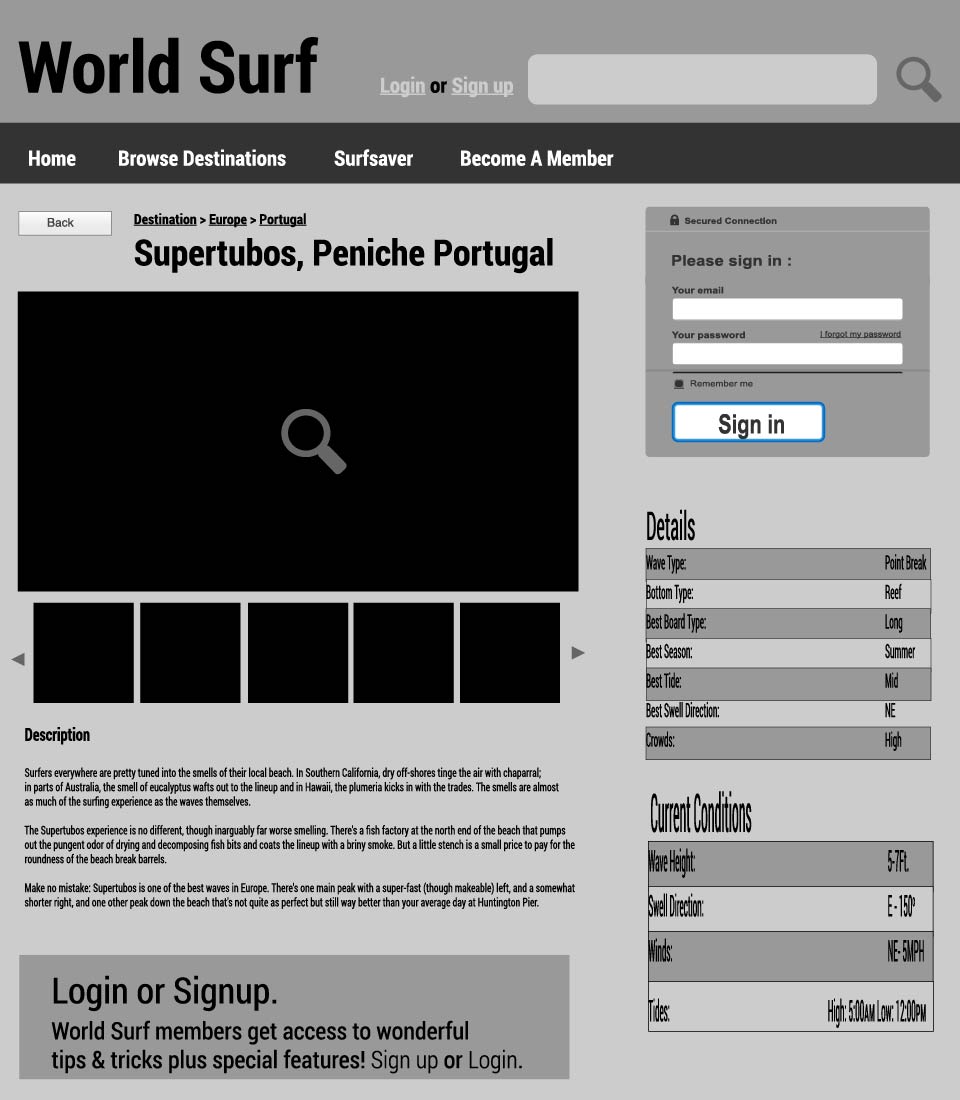 World Surf
Login or Sign up
Home Browse Destinations Surfsaver Become A Member
Back
Destination > Europe > Portugal
Supertubos, Peniche Portugal
Description
Surfers everywhere are pretty tuned into the smells of their local beach. In Southern California, dry off-shores tinge the air with chaparral;
in parts of Australia, the smell of eucalyptus wafts out to the lineup and in Hawaii, the plumeria kicks in with the trades. The smells are almost
as much of the surfing experience as the waves themselves.
The Supertubos experience is no different, though inarguably far worse smelling. There's a fish factory at the north end of the beach that pumps
out the pungent odor of drying and decomposing fish bits and coats the lineup with a briny smoke. But a little stench is a small price to pay for the
roundness of the beach break barrels.
Make no mistake: Supertubos is one of the best waves in Europe. There's one main peak with a super-fast (though makeable) left, and a somewhat
shorter right, and one other peak down the beach that's not quite as perfect but still way better than your average day at Huntington Pier.
Login or Signup.
World Surf members get access to wonderful
tips & tricks plus special features! Sign up or Login.
Secured Connection
Please sign in :
Your email
Your password I forgot my password
Remember me
Sign in
Details
Wave Type: Point Break
Bottom Type: Reef
Best Board Type: Long
Best Season: Summer
Best Tide: Mid
Best Swell Direction: NE
Crowds: High
Current Conditions
Wave Height: 5-7Ft.
Swell Direction: E - 150º
Winds: NE- 5MPH
Tides: High: 5:00AM Low: 12:00PM